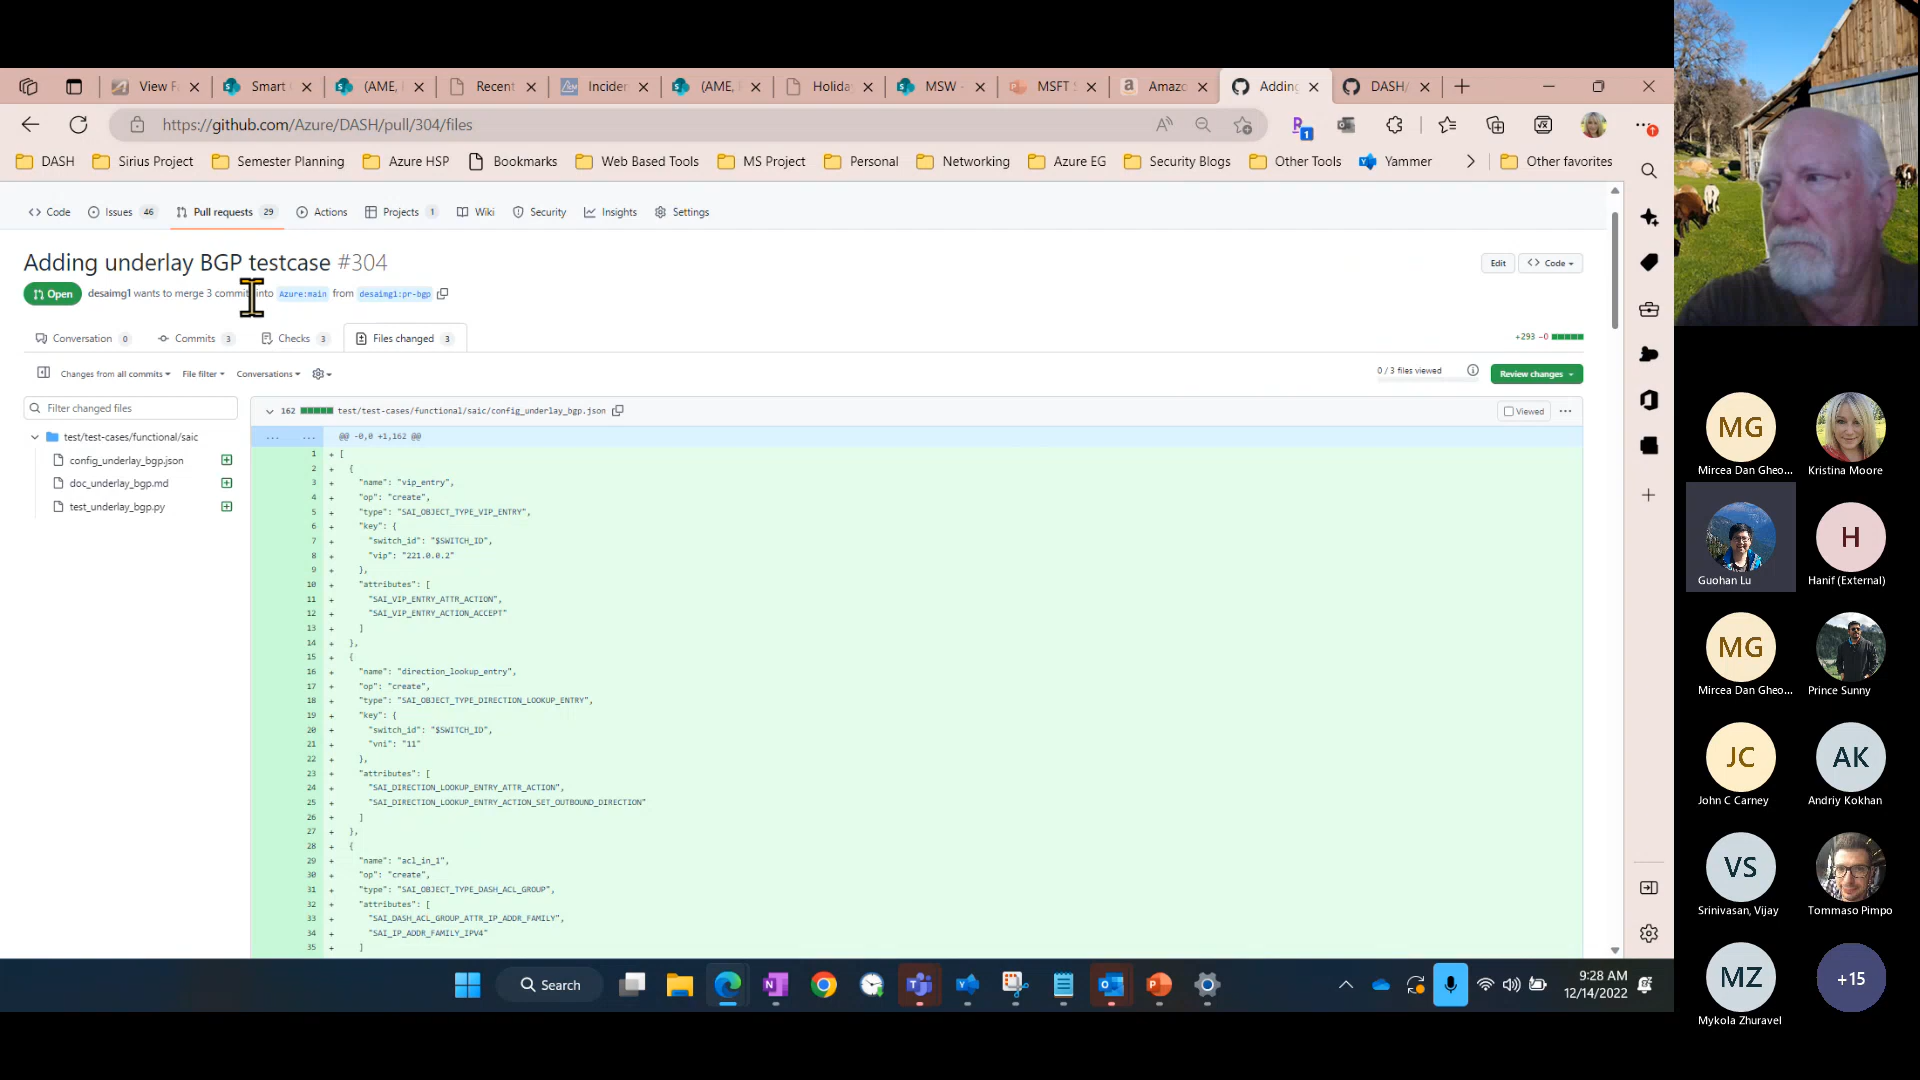 View F
Smart
(AME,
Recent
Incider
(AME,
Holida
MSW -
MSFT
Amazo
Adding
DASH/
https://github.com/Azure/DASH/pull/304/files
DASH
Sirius Project
Semester Planning
Azure HSP
Bookmarks
Web Based Tools
MS Project
Personal
Networking
Azure EG
Security Blogs
Other Tools
Yammer
Other favorites
Code
Issues 46
Pull requests 29
Actions
Projects 1
Wiki
Security
Insights
Settings
Adding underlay BGP testcase #304
Edit
<> Code
Open
desaimg1 wants to merge 3 commit into Azure:main from desaimg1:pr-bgp
Conversation 0
Commits 3
Checks 3
Files changed 3
+293 −0
Changes from all commits
File filter
Conversations
0 / 3 files viewed
Review changes
Filter changed files
test/test-cases/functional/saic
config_underlay_bgp.json
doc_underlay_bgp.md
test_underlay_bgp.py
162 test/test-cases/functional/saic/config_underlay_bgp.json
Viewed
... ... @@ -0,0 +1,162 @@
1 + [
2 + {
3 + "name": "vip_entry",
4 + "op": "create",
5 + "type": "SAI_OBJECT_TYPE_VIP_ENTRY",
6 + "key": {
7 + "switch_id": "$SWITCH_ID",
8 + "vip": "221.0.0.2"
9 + },
10 + "attributes": [
11 + "SAI_VIP_ENTRY_ATTR_ACTION",
12 + "SAI_VIP_ENTRY_ACTION_ACCEPT"
13 + ]
14 + },
15 + {
16 + "name": "direction_lookup_entry",
17 + "op": "create",
18 + "type": "SAI_OBJECT_TYPE_DIRECTION_LOOKUP_ENTRY",
19 + "key": {
20 + "switch_id": "$SWITCH_ID",
21 + "vni": "11"
22 + },
23 + "attributes": [
24 + "SAI_DIRECTION_LOOKUP_ENTRY_ATTR_ACTION",
25 + "SAI_DIRECTION_LOOKUP_ENTRY_ACTION_SET_OUTBOUND_DIRECTION"
26 + ]
27 + },
28 + {
29 + "name": "acl_in_1",
30 + "op": "create",
31 + "type": "SAI_OBJECT_TYPE_DASH_ACL_GROUP",
32 + "attributes": [
33 + "SAI_DASH_ACL_GROUP_ATTR_IP_ADDR_FAMILY",
34 + "SAI_IP_ADDR_FAMILY_IPV4"
35 ]
Search
9:28 AM
12/14/2022
MG
Mircea Dan Gheo...
Kristina Moore
Guohan Lu
H
Hanif (External)
MG
Mircea Dan Gheo...
Prince Sunny
JC
John C Carney
AK
Andriy Kokhan
VS
Srinivasan, Vijay
Tommaso Pimpo
MZ
Mykola Zhuravel
+15